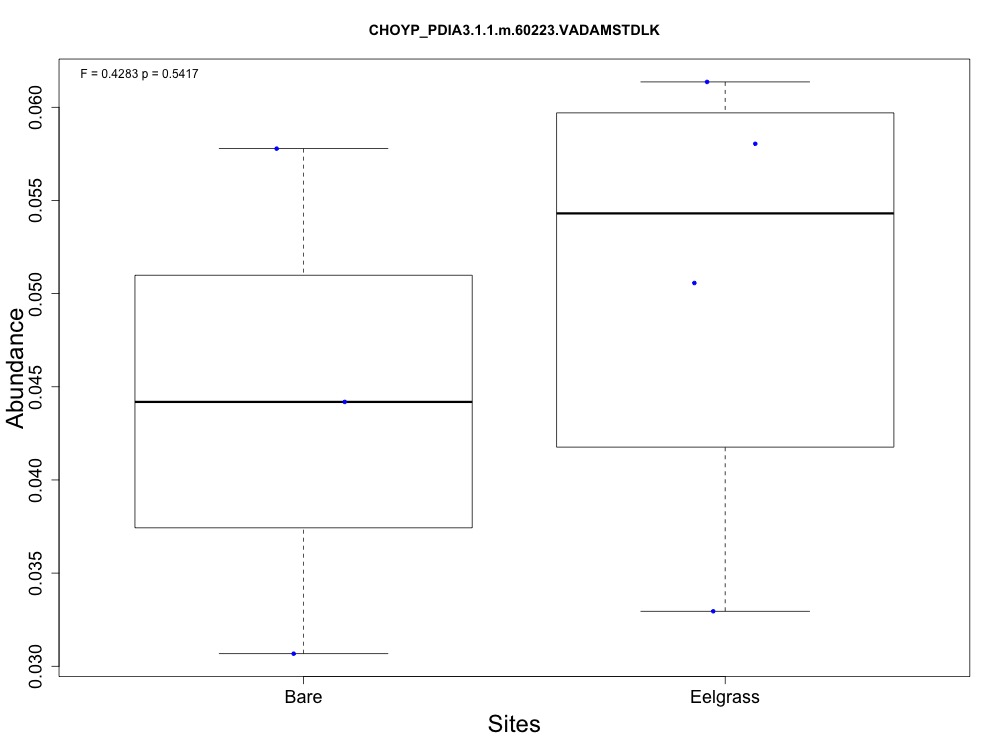 CHOYP_PDIA3.1.1.m.60223.VADAMSTDLK
F = 0.4283 p = 0.5417
0.060
0.055
0.050
0.045
0.040
0.035
0.030
Abundance
Bare
Eelgrass
Sites